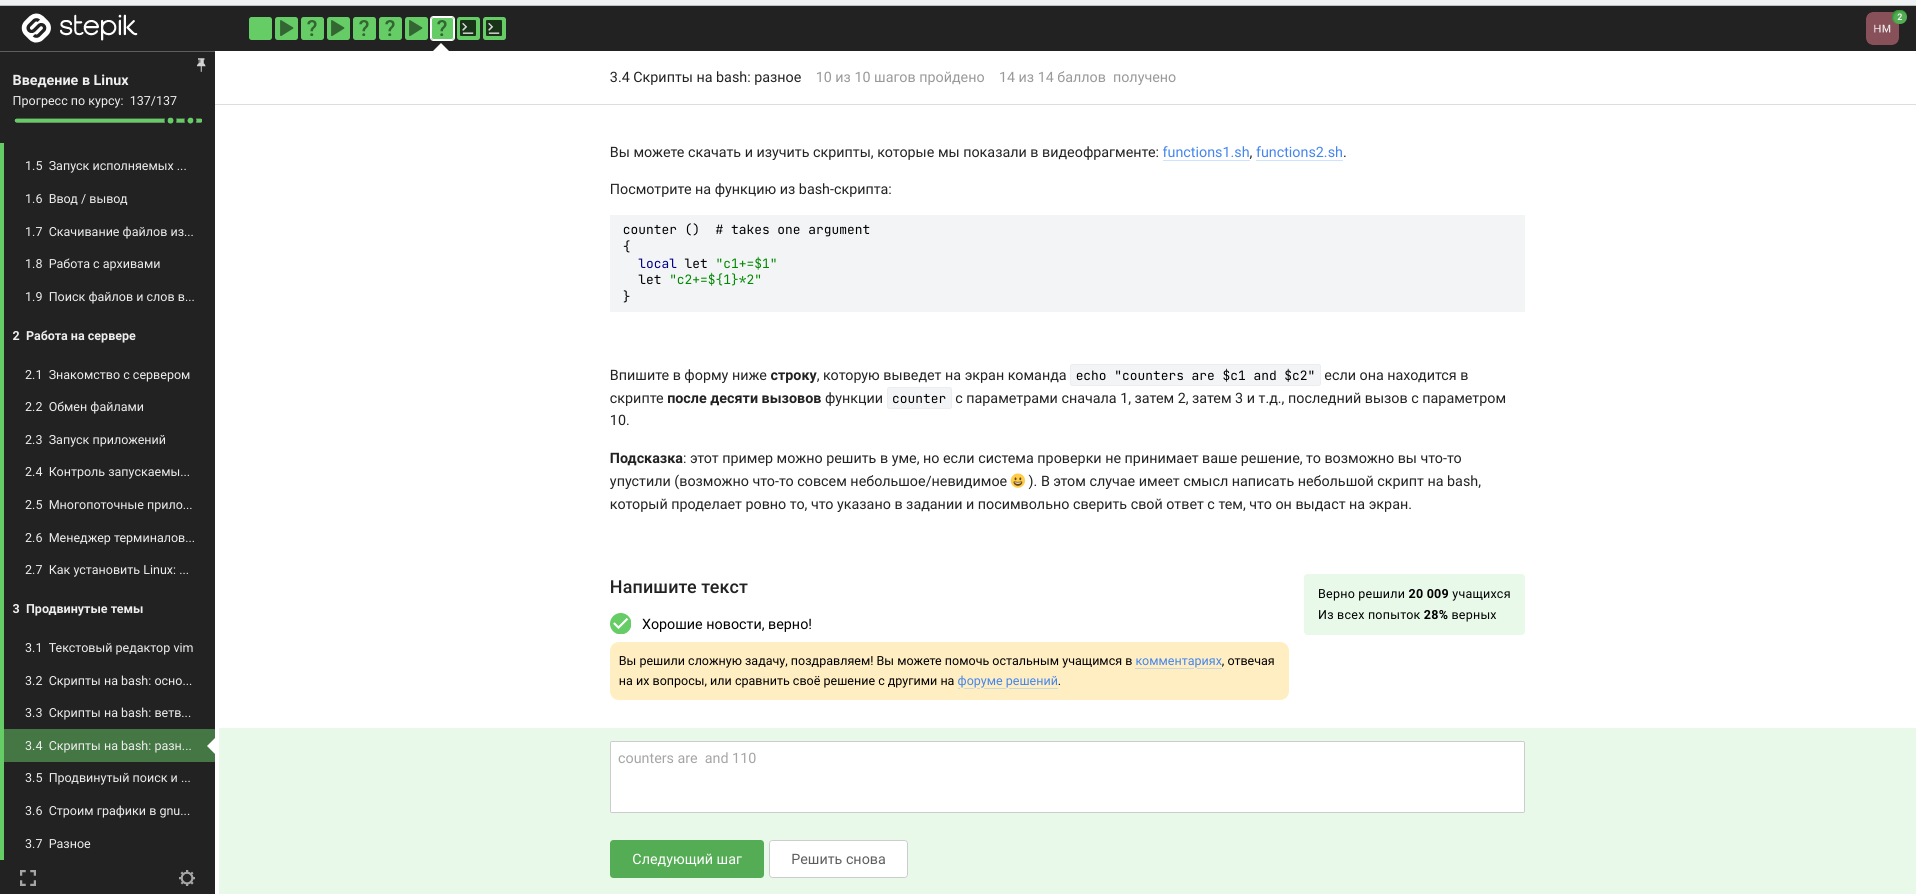 stepik
? ? ? ?
НМ
2
Введение в Linux
Прогресс по курсу: 137/137
1.5 Запуск исполняемых ...
1.6 Ввод / вывод
1.7 Скачивание файлов из...
1.8 Работа с архивами
1.9 Поиск файлов и слов в...
2 Работа на сервере
2.1 Знакомство с сервером
2.2 Обмен файлами
2.3 Запуск приложений
2.4 Контроль запускаемы...
2.5 Многопоточные прило...
2.6 Менеджер терминалов...
2.7 Как установить Linux: ...
3 Продвинутые темы
3.1 Текстовый редактор vim
3.2 Скрипты на bash: осно...
3.3 Скрипты на bash: ветв...
3.4 Скрипты на bash: разн...
3.5 Продвинутый поиск и ...
3.6 Строим графики в gnu...
3.7 Разное
3.4 Скрипты на bash: разное 10 из 10 шагов пройдено 14 из 14 баллов получено
Вы можете скачать и изучить скрипты, которые мы показали в видеофрагменте: functions1.sh, functions2.sh.
Посмотрите на функцию из bash-скрипта:
counter () # takes one argument
{
local let "c1+=$1"
let "c2+=${1}*2"
}
Впишите в форму ниже строку, которую выведет на экран команда echo "counters are $c1 and $c2" если она находится в
скрипте после десяти вызовов функции counter с параметрами сначала 1, затем 2, затем 3 и т.д., последний вызов с параметром
10.
Подсказка: этот пример можно решить в уме, но если система проверки не принимает ваше решение, то возможно вы что-то
упустили (возможно что-то совсем небольшое/невидимое 😀 ). В этом случае имеет смысл написать небольшой скрипт на bash,
который проделает ровно то, что указано в задании и посимвольно сверить свой ответ с тем, что он выдаст на экран.
Напишите текст
Хорошие новости, верно!
Верно решили 20 009 учащихся
Из всех попыток 28% верных
Вы решили сложную задачу, поздравляем! Вы можете помочь остальным учащимся в комментариях, отвечая
на их вопросы, или сравнить своё решение с другими на форуме решений.
counters are  and 110
Следующий шаг
Решить снова